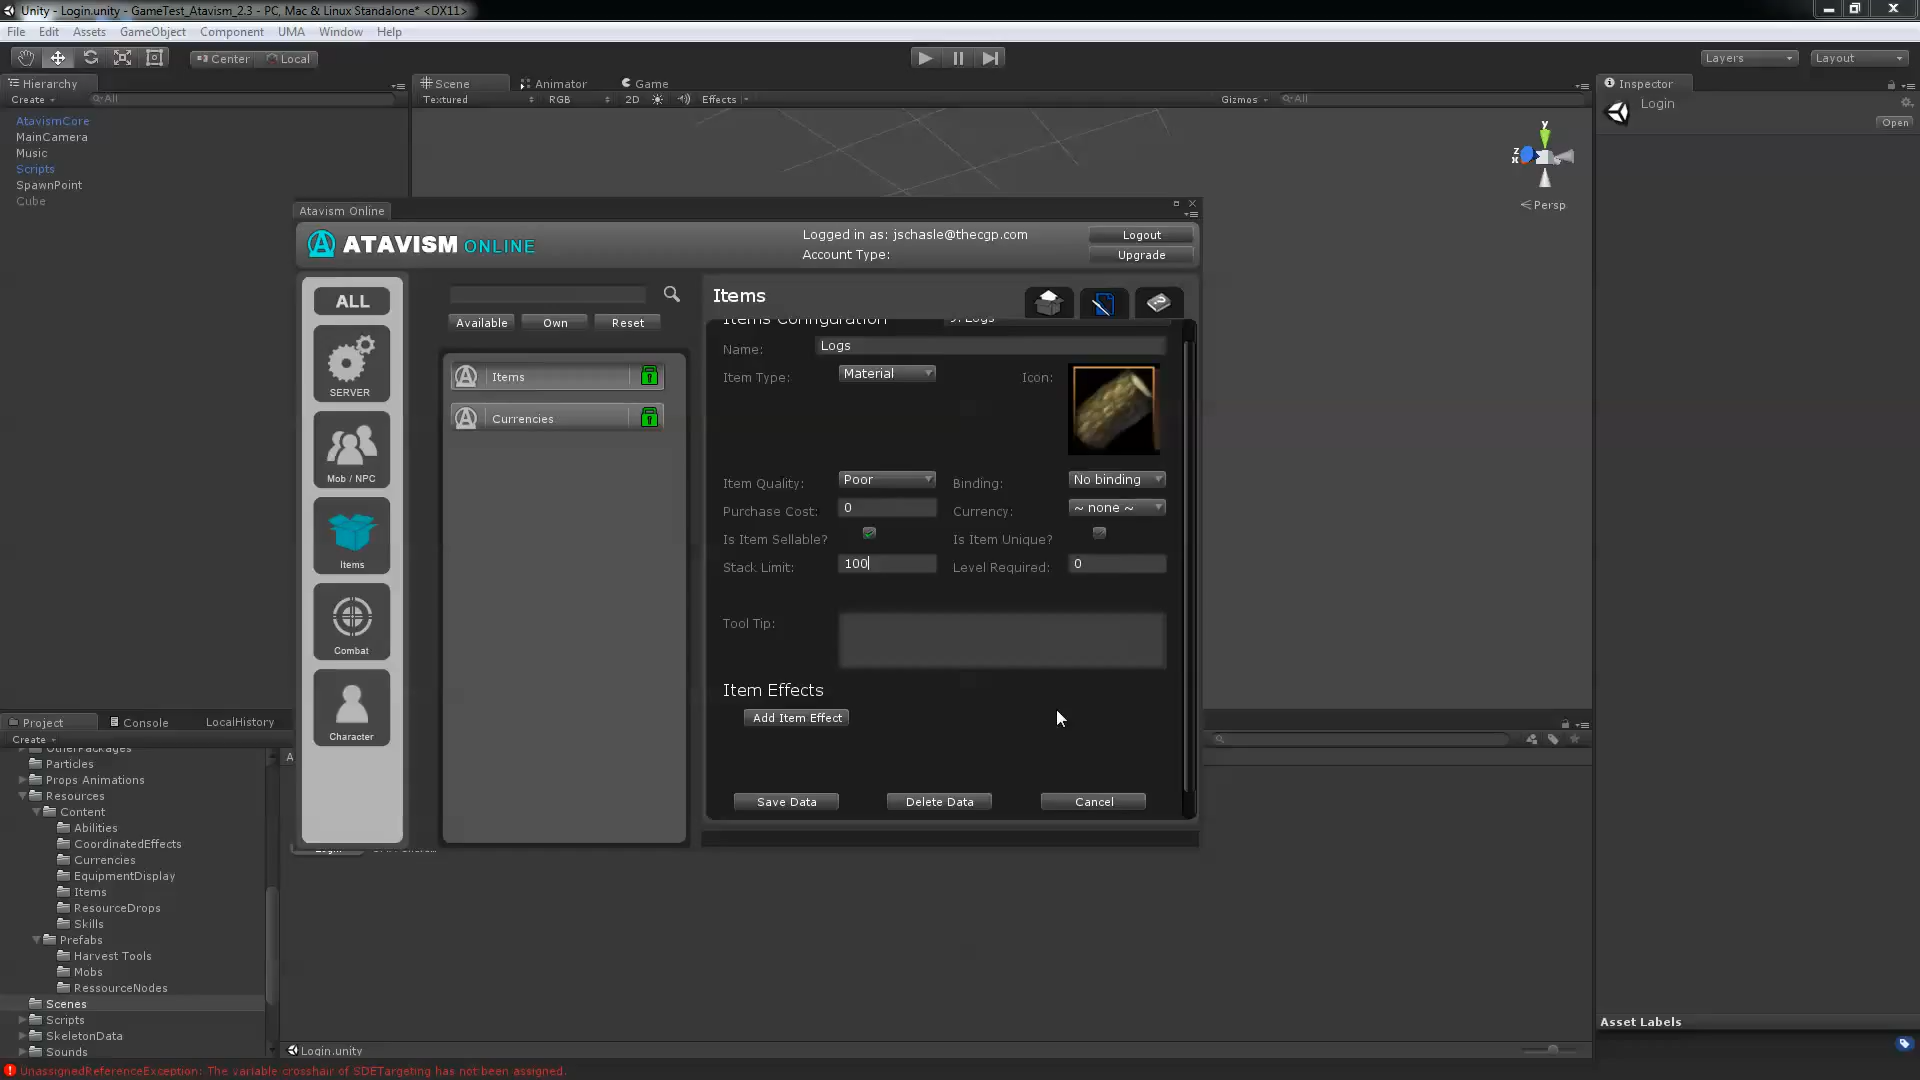 Unity - Login.unity - GameTest_Atavism_2.3 - PC, Mac & Linux Standalone* <DX11>
File Edit Assets GameObject Component UMA Window Help
Center Local
Layers Layout
Hierarchy
Create All
AtavismCore
MainCamera
Music
Scripts
SpawnPoint
Cube
Scene Animator Game
Textured RGB 2D Effects Gizmos All
y
z
x
Persp
Inspector
Login
Open
Atavism Online
ATAVISM ONLINE
Logged in as: jschasle@thecgp.com
Account Type:
Logout
Upgrade
ALL
SERVER
Mob / NPC
Items
Combat
Character
Available Own Reset
Items
Currencies
Items
Items Configuration
Name: Logs
Item Type: Material Icon:
Item Quality: Poor Binding: No binding
Purchase Cost: 0 Currency: ~ none ~
Is Item Sellable? Is Item Unique?
Stack Limit: 100 Level Required: 0
Tool Tip:
Item Effects
Add Item Effect
Save Data Delete Data Cancel
Project Console LocalHistory
Create
OtherPackages
Particles
Props Animations
Resources
Content
Abilities
CoordinatedEffects
Currencies
EquipmentDisplay
Items
ResourceDrops
Skills
Prefabs
Harvest Tools
Mobs
RessourceNodes
Scenes
Scripts
SkeletonData
Sounds
Login.unity
Asset Labels
UnassignedReferenceException: The variable crosshair of SDETargeting has not been assigned.